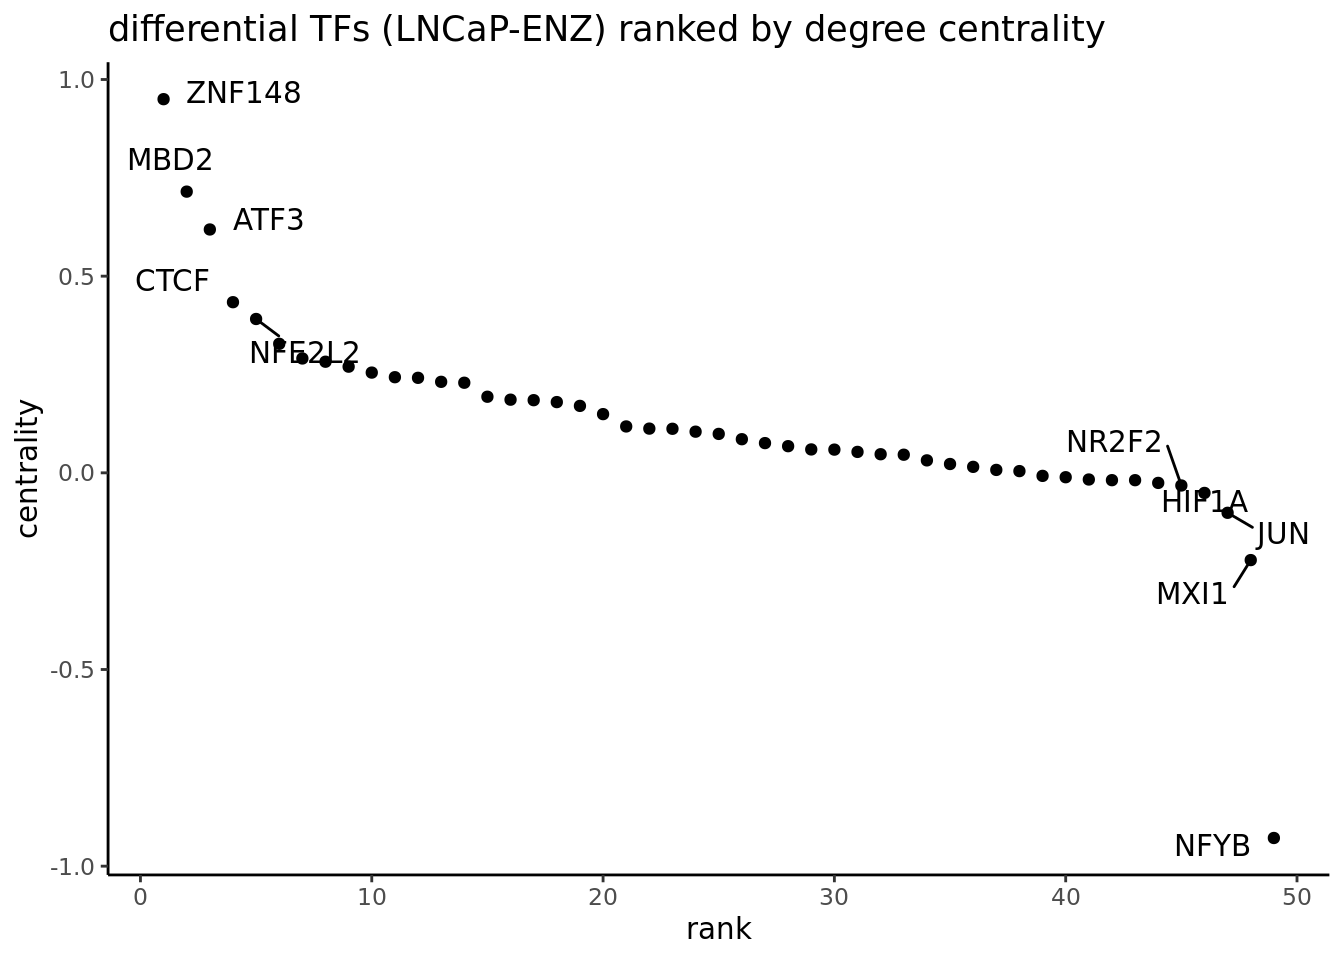 differential TFs (LNCaP-ENZ) ranked by degree centrality
1.0
ZNF148
MBD2
ATF3
0.5
CTCF
NFE2L2
centrality
NR2F2
0.0
HIF1A
JUN
MXI1
-0.5
NFYB
-1.0
0 10 20 30 40 50
rank